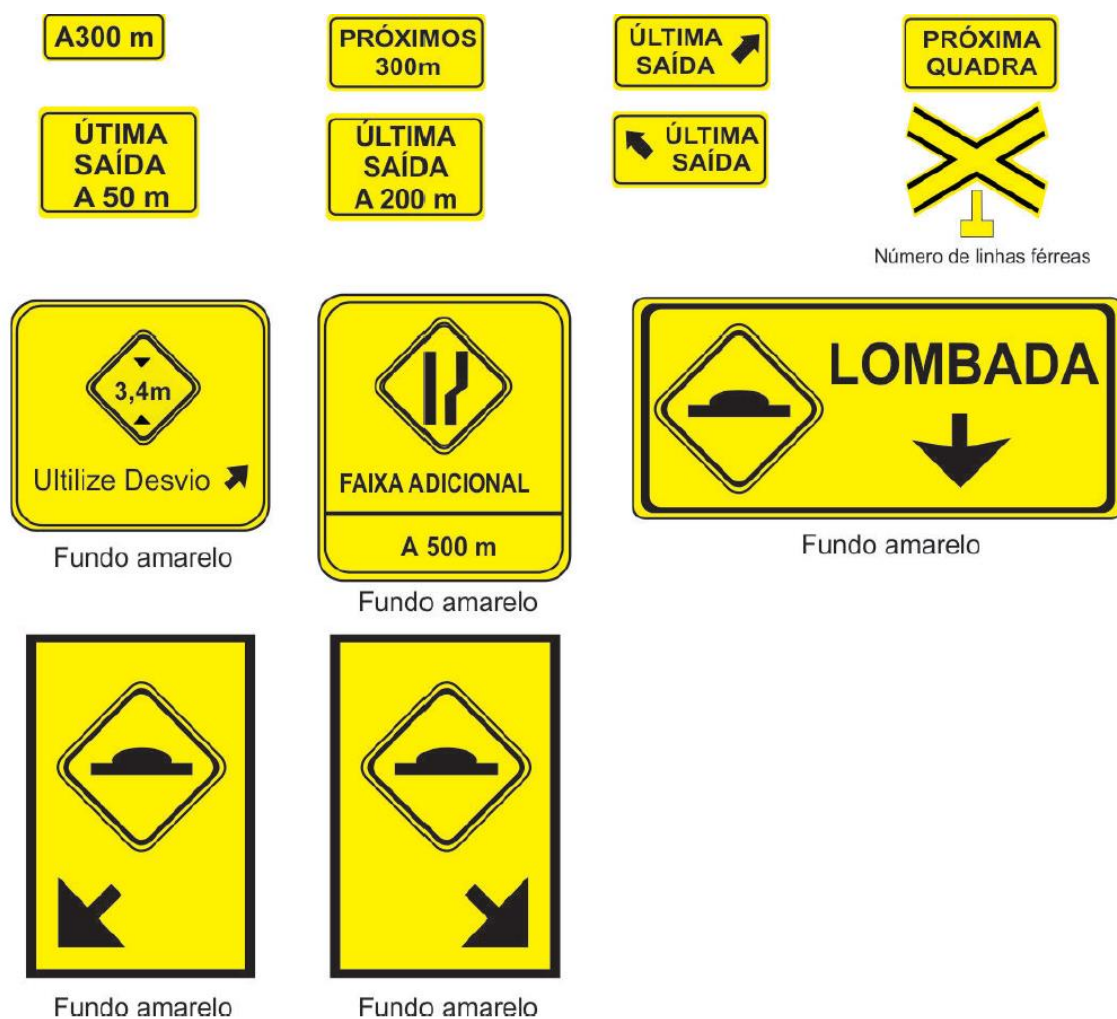 A300 m
PRÓXIMOS
300m
ÚLTIMA
SAÍDA
PRÓXIMA
QUADRA
ÚTIMA
SAÍDA
A 50 m
ÚLTIMA
SAÍDA
A 200 m
ÚLTIMA
SAÍDA
Número de linhas férreas
3,4m
Ultilize Desvio
Fundo amarelo
FAIXA ADICIONAL
A 500 m
Fundo amarelo
LOMBADA
Fundo amarelo
Fundo amarelo
Fundo amarelo